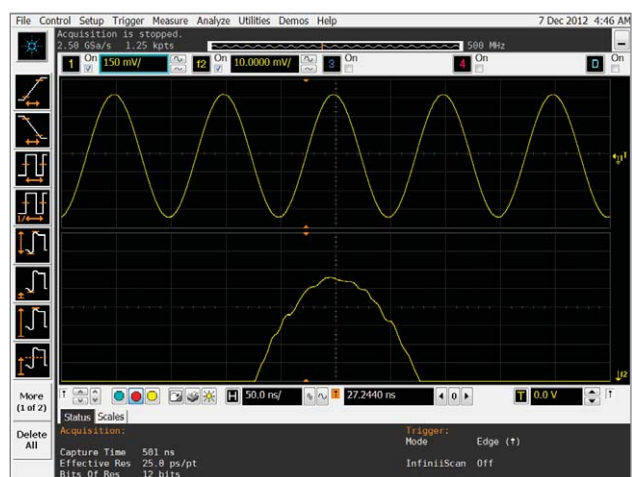 File Control Setup Trigger Measure Analyze Utilities Demos Help 7 Dec 2012 4:46 AM
Acquisition is stopped.
2.50 GSa/s 1.25 kpts 500 MHz
1 On 150 mV/ f2 On 10.0000 mV/ 3 On 4 On D On
1T
f2
1/
More
(1 of 2)
Delete
All
H 50.0 ns/ T 27.2440 ns 0 T 0.0 V
Status Scales
Acquisition: Trigger:
Mode Edge (↑)
Capture Time 501 ns
Effective Res 25.0 ps/pt InfiniiScan Off
Bits Of Res 12 bits